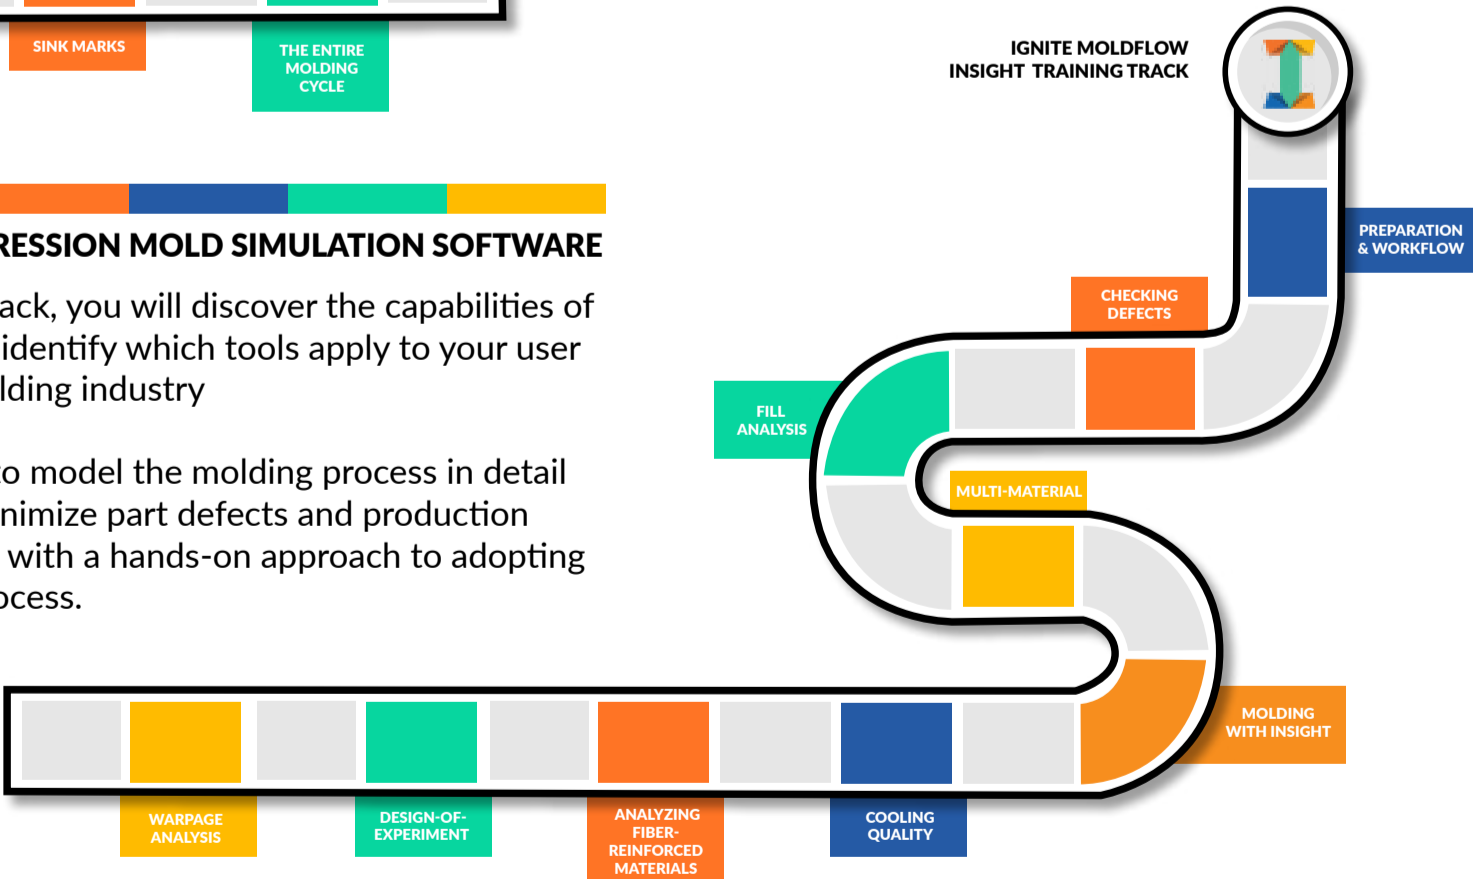 SINK MARKS
THE ENTIRE
MOLDING
CYCLE
RESSION MOLD SIMULATION SOFTWARE
ack, you will discover the capabilities of
identify which tools apply to your user
lding industry
to model the molding process in detail
nimize part defects and production
with a hands-on approach to adopting
ocess.
IGNITE MOLDFLOW
INSIGHT TRAINING TRACK
PREPARATION
& WORKFLOW
CHECKING
DEFECTS
FILL
ANALYSIS
MULTI-MATERIAL
MOLDING
WITH INSIGHT
COOLING
QUALITY
ANALYZING
FIBER-
REINFORCED
MATERIALS
DESIGN-OF-
EXPERIMENT
WARPAGE
ANALYSIS